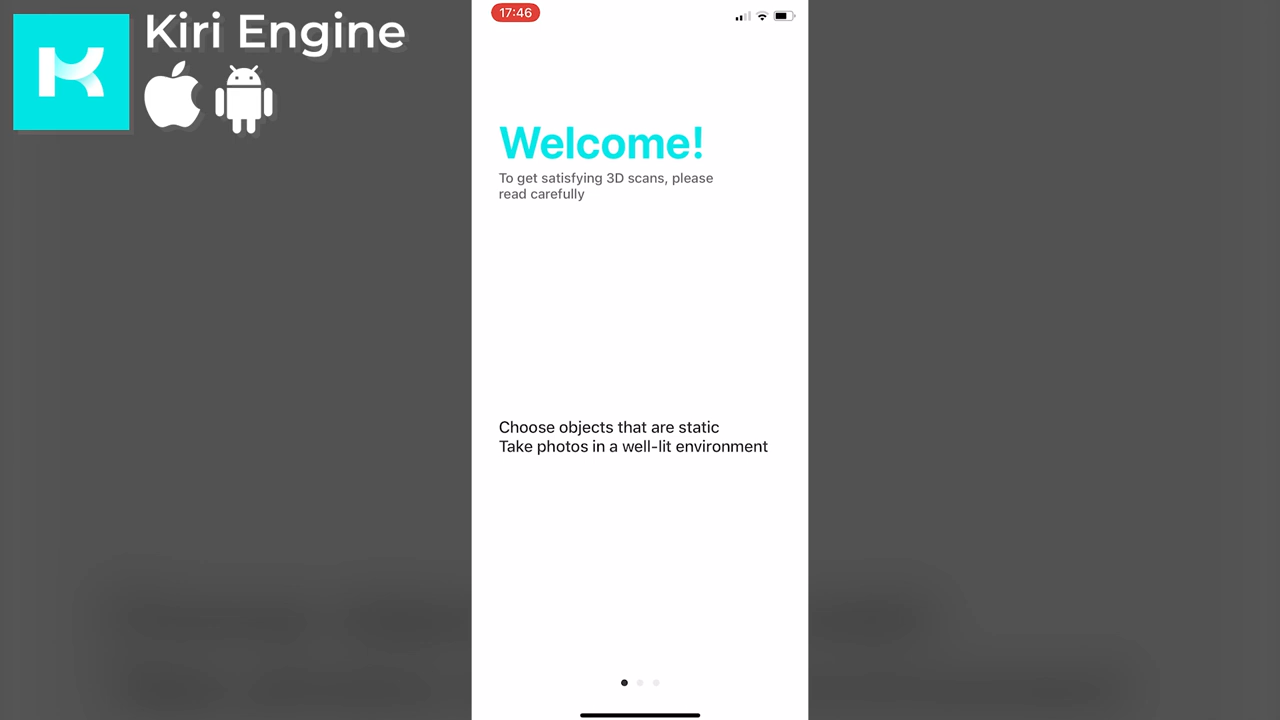 Kiri Engine
17:46
Welcome!
To get satisfying 3D scans, please
read carefully
Choose objects that are static
Take photos in a well-lit environment